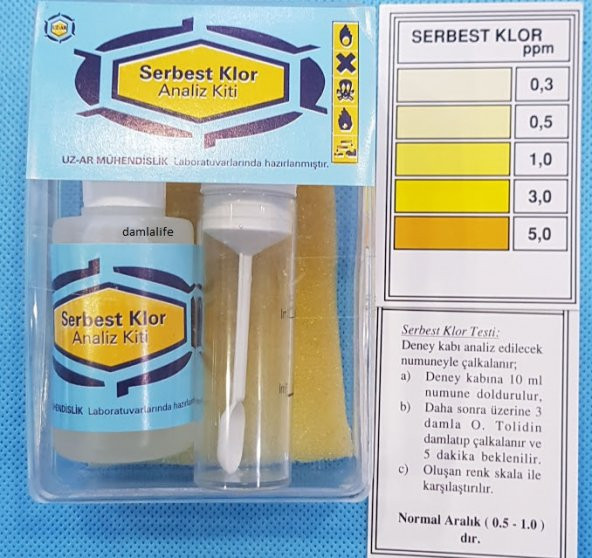 UZ-AR
Serbest Klor
Analiz Kiti
UZ-AR MÜHENDİSLİK Laboratuvarlarında hazırlanmıştır.
damlalife
Serbest Klor
Analiz Kiti
HENDİSLİK Laboratuvarlarında
SERBEST KLOR
ppm
0,3
0,5
1,0
3,0
5,0
Serbest Klor Testi:
Deney kabı analiz edilecek
numuneyle çalkalanır;
a) Deney kabına 10 ml
numune doldurulur,
b) Daha sonra üzerine 3
damla O. Tolidin
damlatıp çalkalanır ve
5 dakika beklenilir.
c) Oluşan renk skala ile
karşılaştırılır.
Normal Aralık ( 0.5 - 1.0 )
dır.